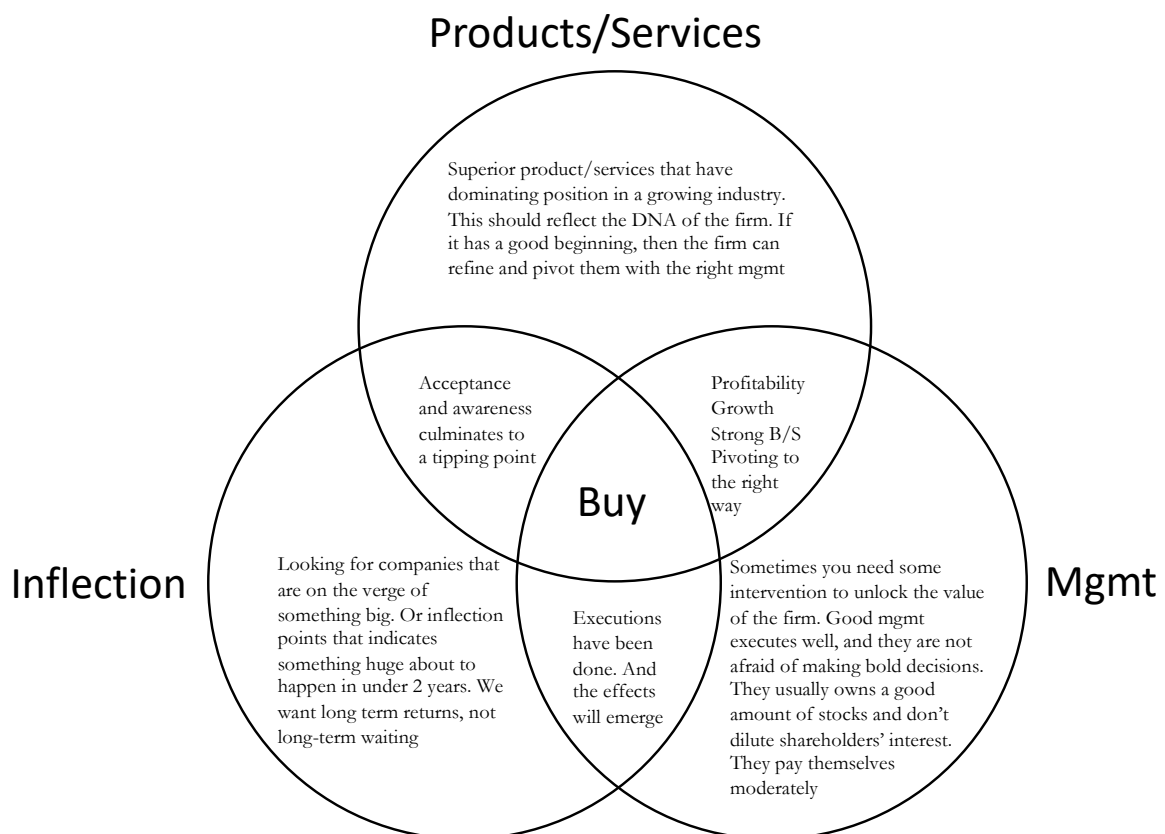 Products/Services
Superior product/services that have
dominating position in a growing industry.
This should reflect the DNA of the firm. If
it has a good beginning, then the firm can
refine and pivot them with the right mgmt
Acceptance
and awareness
culminates to
a tipping point
Profitability
Growth
Strong B/S
Pivoting to
the right
way
Buy
Inflection
Looking for companies that
are on the verge of
something big. Or inflection
points that indicates
something huge about to
happen in under 2 years. We
want long term returns, not
long-term waiting
Executions
have been
done. And
the effects
will emerge
Sometimes you need some
intervention to unlock the value
of the firm. Good mgmt
executes well, and they are not
afraid of making bold decisions.
They usually owns a good
amount of stocks and don’t
dilute shareholders’ interest.
They pay themselves
moderately
Mgmt